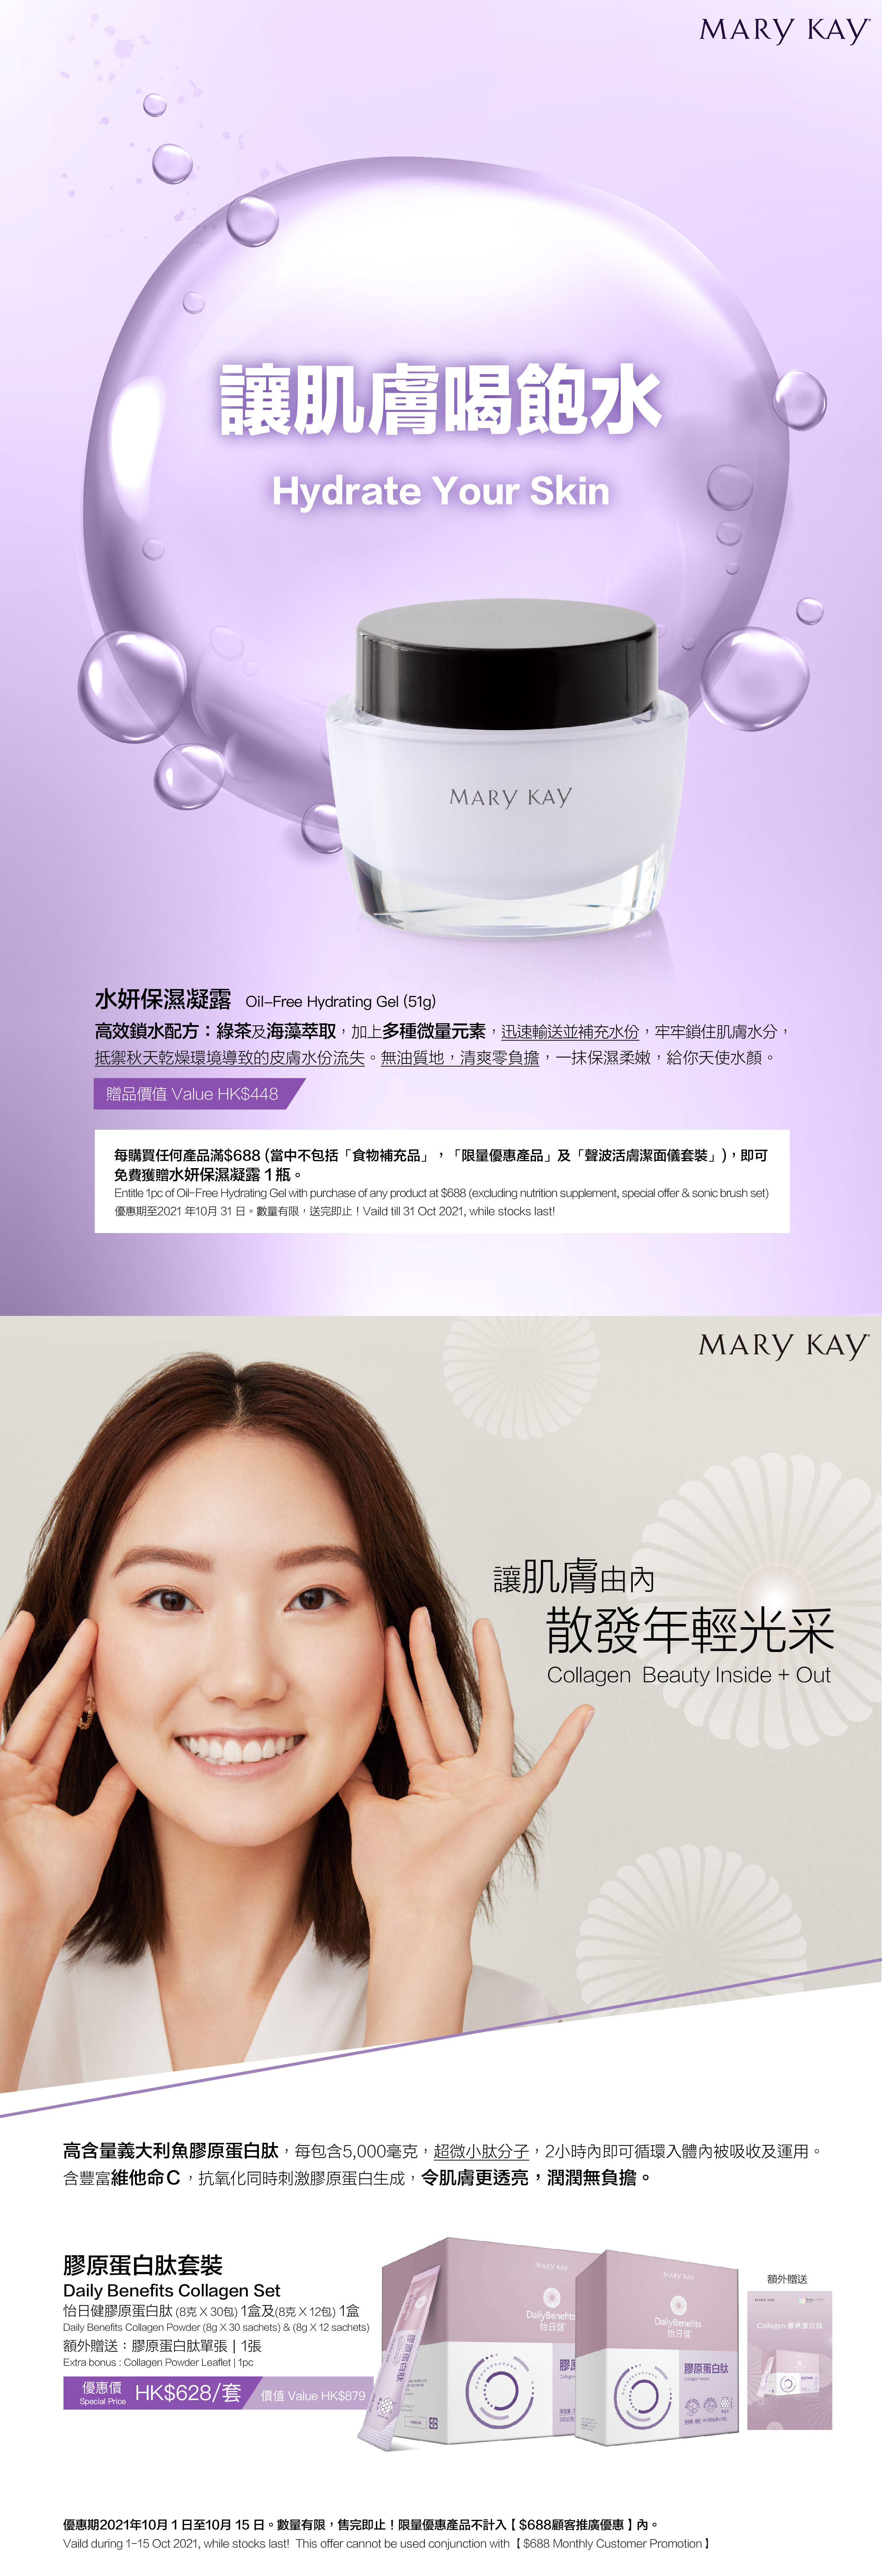 MARY KAY
讓肌膚喝飽水
Hydrate Your Skin
MARY KAY
水妍保濕凝露 Oil-Free Hydrating Gel (51g)
高效鎖水配方：綠茶及海藻萃取，加上多種微量元素，迅速輸送並補充水份，牢牢鎖住肌膚水分，
抵禦秋天乾燥環境導致的皮膚水份流失。無油質地，清爽零負擔，一抹保濕柔嫩，給你天使水顏。
贈品價值 Value HK$448
每購買任何產品滿$688 (當中不包括「食物補充品」，「限量優惠產品」及「聲波活膚潔面儀套裝」)，即可
免費獲贈水妍保濕凝露 1 瓶。
Entitle 1pc of Oil-Free Hydrating Gel with purchase of any product at $688 (excluding nutrition supplement, special offer & sonic brush set)
優惠期至2021 年10月 31 日。數量有限，送完即止！Vaild till 31 Oct 2021, while stocks last!
MARY KAY
讓肌膚由內
散發年輕光采
Collagen Beauty Inside + Out
高含量義大利魚膠原蛋白肽，每包含5,000毫克，超微小肽分子，2小時內即可循環入體內被吸收及運用。
含豐富維他命C，抗氧化同時刺激膠原蛋白生成，令肌膚更透亮，潤潤無負擔。
膠原蛋白肽套裝
Daily Benefits Collagen Set
怡日健膠原蛋白肽 (8克 X 30包) 1盒及(8克 X 12包) 1盒
Daily Benefits Collagen Powder (8g X 30 sachets) & (8g X 12 sachets)
額外贈送：膠原蛋白肽單張 | 1張
Extra bonus : Collagen Powder Leaflet | 1pc
優惠價
Special Price
HK$628/套
價值 Value HK$879
MARY KAY
DailyBenefits
怡日健
膠原蛋白肽
MARY KAY
DailyBenefits
怡日健
膠原蛋白肽
額外贈送
MARY KAY
Collagen 膠原蛋白肽
優惠期2021年10月 1 日至10月 15 日。數量有限，售完即止！限量優惠產品不計入【 $688顧客推廣優惠 】內。
Vaild during 1-15 Oct 2021, while stocks last! This offer cannot be used conjunction with 【 $688 Monthly Customer Promotion 】